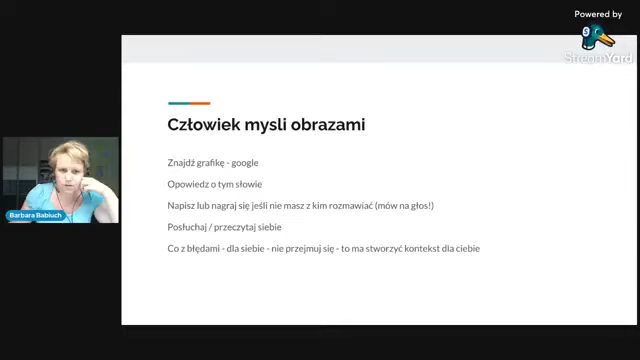 Powered by
StreamYard
Człowiek mysli obrazami
Znajdź grafikę - google
Opowiedz o tym słowie
Napisz lub nagraj się jeśli nie masz z kim rozmawiać (mów na głos!)
Posłuchaj / przeczytaj siebie
Co z błędami - dla siebie - nie przejmuj się - to ma stworzyć kontekst dla ciebie
Barbara Babiuch